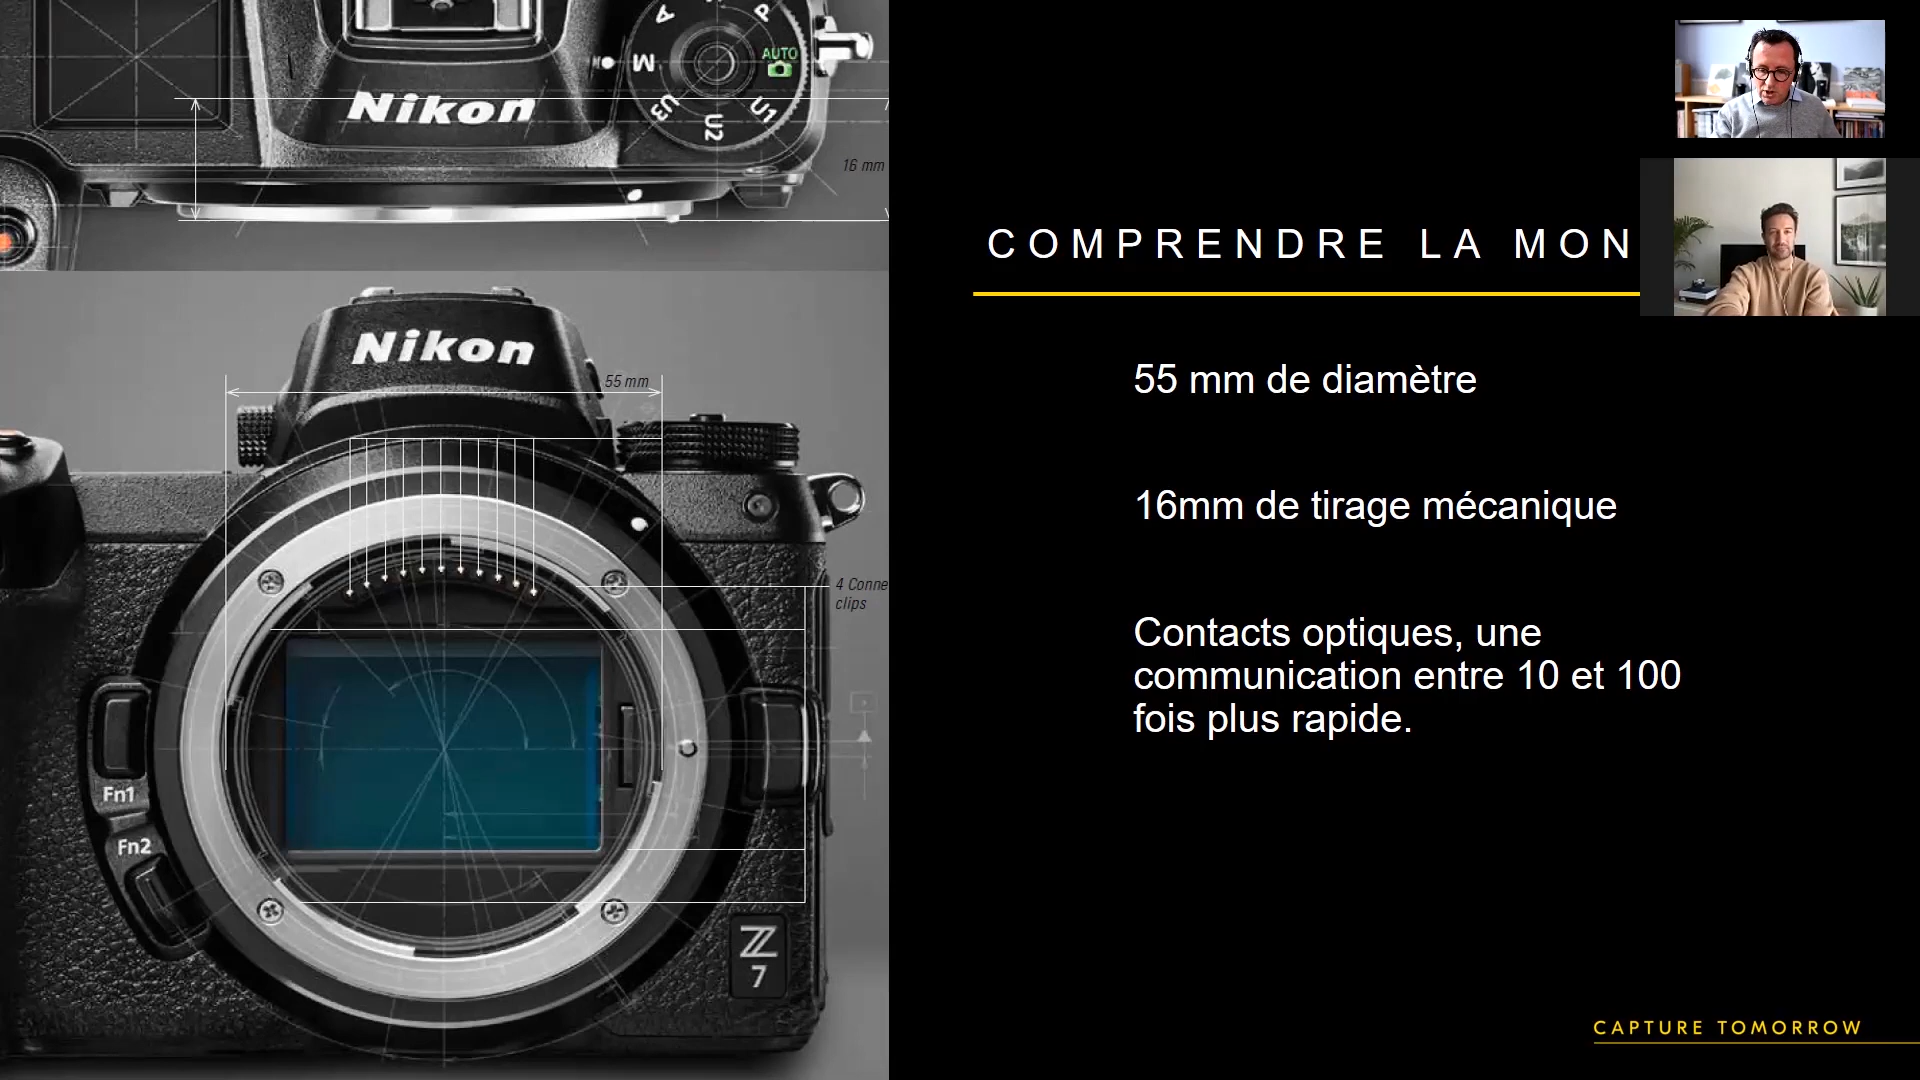 Nikon
P
A
M
AUTO
U3
U2
U1
16 mm
Nikon
55 mm
4 Conne
clips
Fn1
Fn2
Z
7
COMPRENDRE LA MON
55 mm de diamètre
16mm de tirage mécanique
Contacts optiques, une
communication entre 10 et 100
fois plus rapide.
CAPTURE TOMORROW